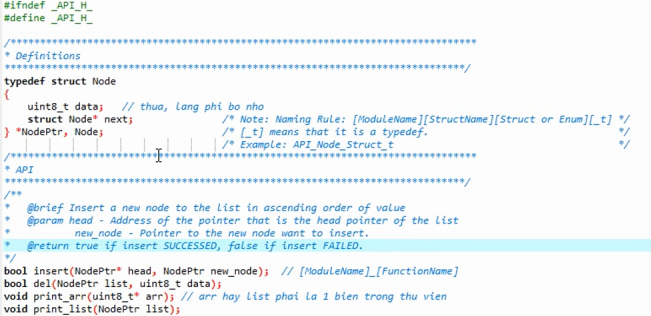 #ifndef _API_H_
#define _API_H_
/*******************************************************************************
* Definitions
*******************************************************************************/
typedef struct Node
{
uint8_t data; // thua, lang phi bo nho
struct Node* next; /* Note: Naming Rule: [ModuleName][StructName][Struct or Enum][_t] */
} *NodePtr, Node; /* [_t] means that it is a typedef. */
/* Example: API_Node_Struct_t */
/*******************************************************************************
* API
*******************************************************************************/
/**
* @brief Insert a new node to the list in ascending order of value
* @param head - Address of the pointer that is the head pointer of the list
* new_node - Pointer to the new node want to insert.
* @return true if insert SUCCESSED, false if insert FAILED.
*/
bool insert(NodePtr* head, NodePtr new_node); // [ModuleName]_[FunctionName]
bool del(NodePtr list, uint8_t data);
void print_arr(uint8_t* arr); // arr hay list phai la 1 bien trong thu vien
void print_list(NodePtr list);